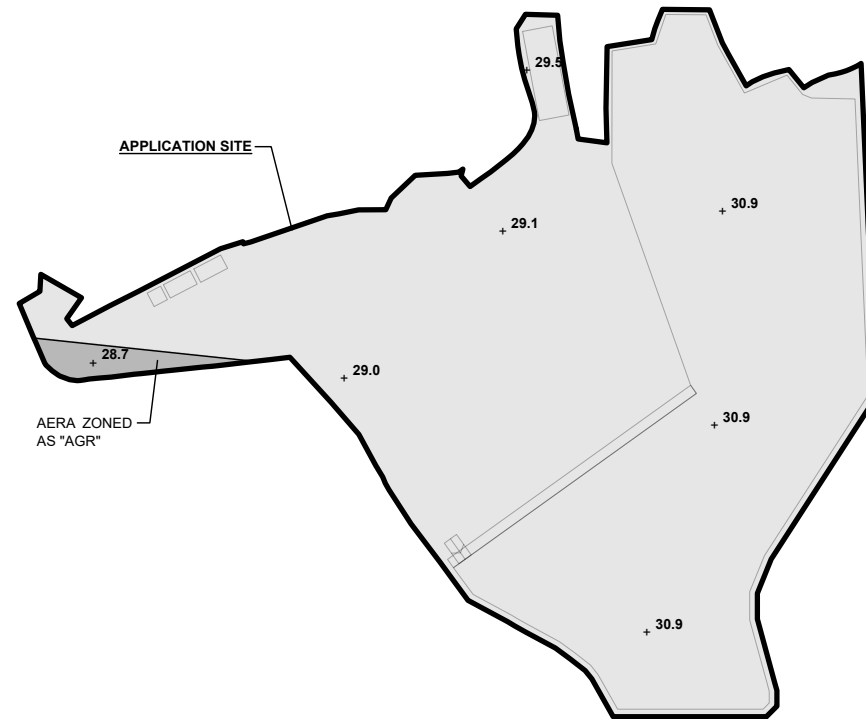 29.5
APPLICATION SITE
30.9
29.1
28.7
29.0
AERA ZONED
AS "AGR"
30.9
30.9